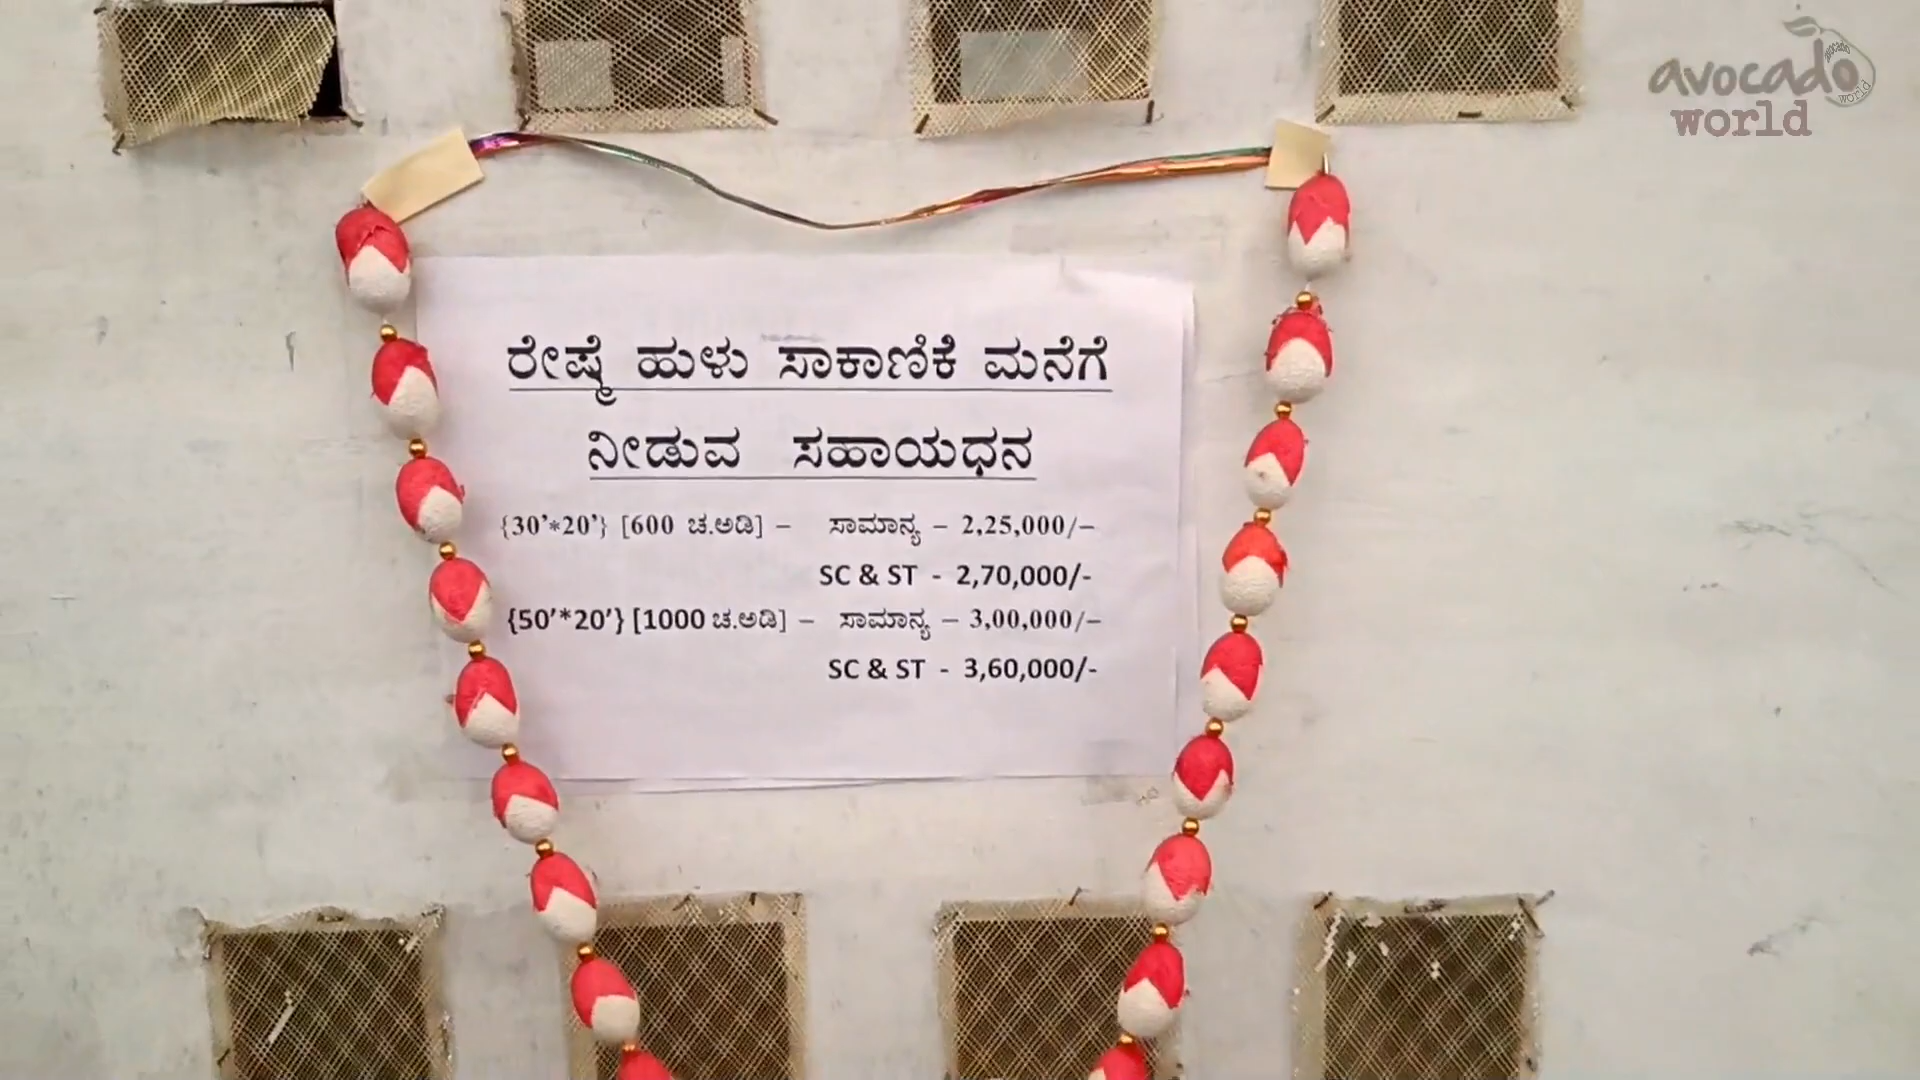 avocado
world
ರೇಷ್ಮೆ ಹುಳು ಸಾಕಾಣಿಕೆ ಮನೆಗೆ
ನೀಡುವ ಸಹಾಯಧನ
{30’*20’} [600 ಚ.ಅಡಿ] – ಸಾಮಾನ್ಯ – 2,25,000/–
SC & ST - 2,70,000/-
{50’*20’} [1000 ಚ.ಅಡಿ] – ಸಾಮಾನ್ಯ – 3,00,000/–
SC & ST - 3,60,000/-